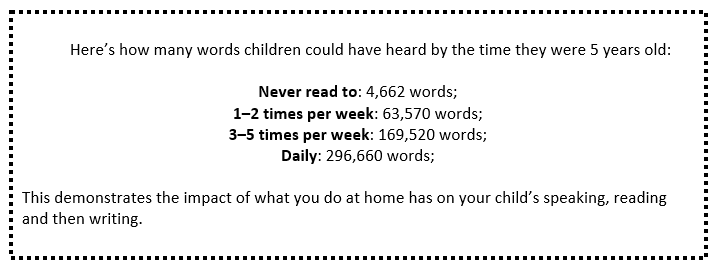 Here’s how many words children could have heard by the time they were 5 years old:
Never read to: 4,662 words;
1–2 times per week: 63,570 words;
3–5 times per week: 169,520 words;
Daily: 296,660 words;
This demonstrates the impact of what you do at home has on your child’s speaking, reading
and then writing.